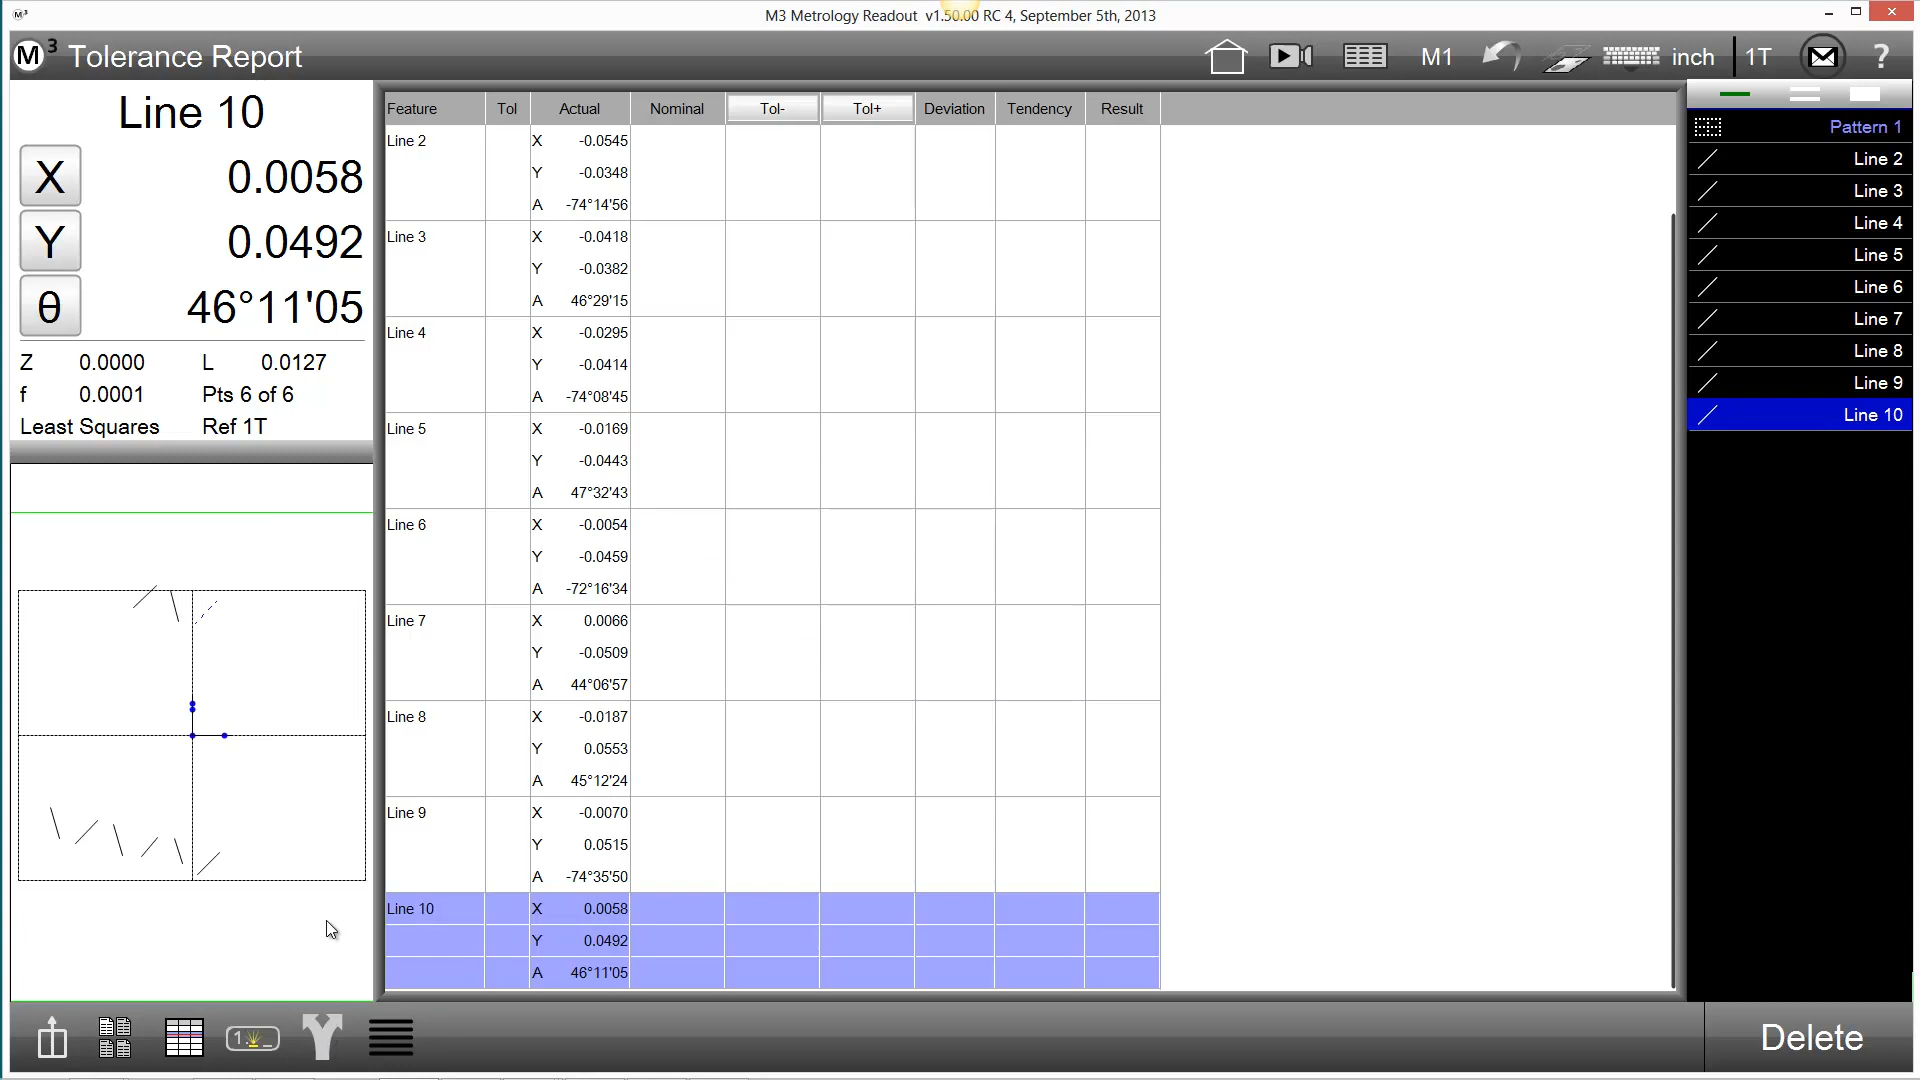 M³ M3 Metrology Readout v1.50.00 RC 4, September 5th, 2013
M³ Tolerance Report M1 inch 1T ?
Line 10
X 0.0058
Y 0.0492
θ 46°11'05
Z 0.0000 L 0.0127
f 0.0001 Pts 6 of 6
Least Squares Ref 1T
Feature Tol Actual Nominal Tol- Tol+ Deviation Tendency Result
Line 2 X -0.0545
Y -0.0348
A -74°14'56
Line 3 X -0.0418
Y -0.0382
A 46°29'15
Line 4 X -0.0295
Y -0.0414
A -74°08'45
Line 5 X -0.0169
Y -0.0443
A 47°32'43
Line 6 X -0.0054
Y -0.0459
A -72°16'34
Line 7 X 0.0066
Y -0.0509
A 44°06'57
Line 8 X -0.0187
Y 0.0553
A 45°12'24
Line 9 X -0.0070
Y 0.0515
A -74°35'50
Line 10 X 0.0058
Y 0.0492
A 46°11'05
Pattern 1
Line 2
Line 3
Line 4
Line 5
Line 6
Line 7
Line 8
Line 9
Line 10
1. _
Delete